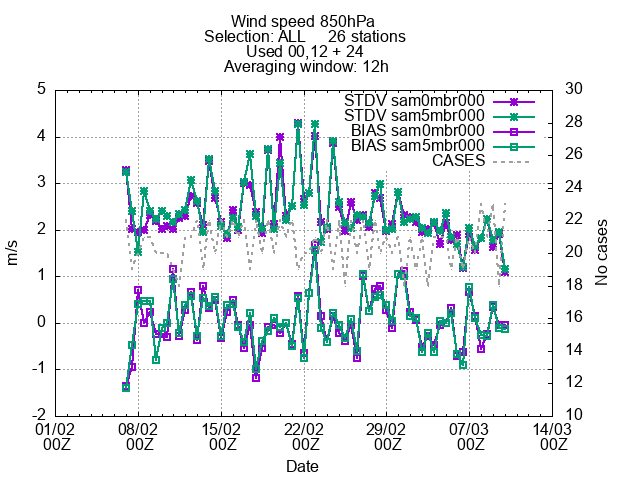 Wind speed 850hPa
Selection: ALL 26 stations
Used 00,12 + 24
Averaging window: 12h
STDV sam0mbr000
STDV sam5mbr000
BIAS sam0mbr000
BIAS sam5mbr000
CASES
5
4
3
2
1
0
-1
-2
m/s
30
28
26
24
22
20
18
16
14
12
10
No cases
01/02 08/02 15/02 22/02 29/02 07/03 14/03
00Z 00Z 00Z 00Z 00Z 00Z 00Z
Date